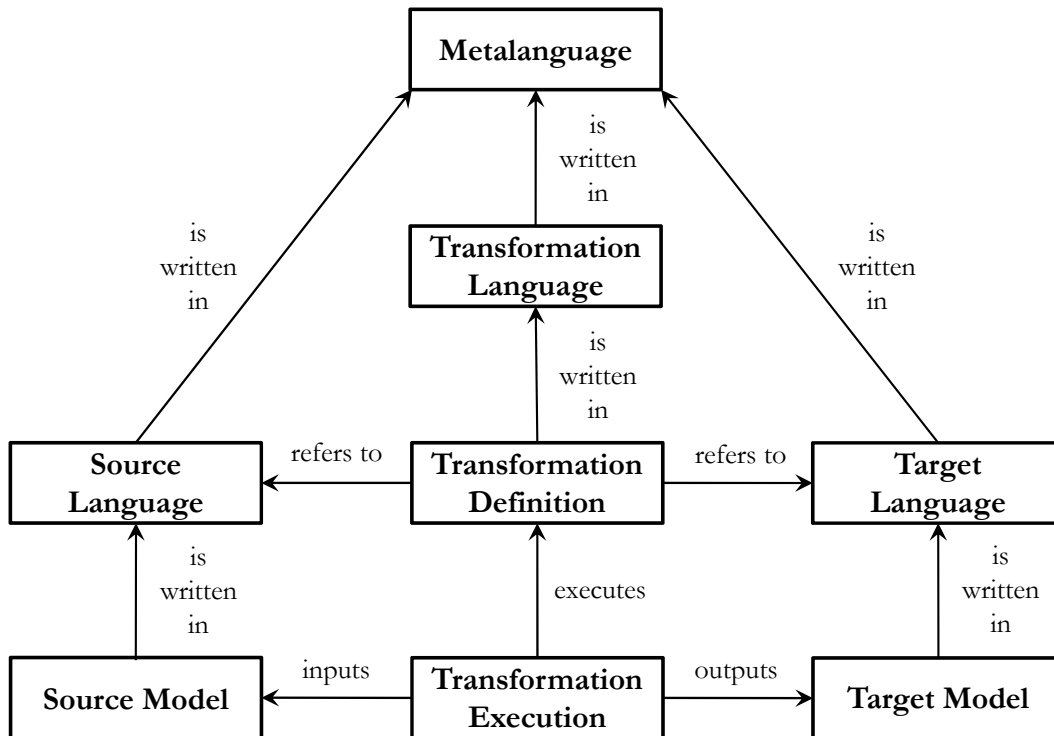 Metalanguage
is
written
in
Transformation
Language
is
written
in
is
written
in
is
written
in
Source
Language
refers to
Transformation
Definition
refers to
Target
Language
is
written
in
executes
is
written
in
Source Model
inputs
Transformation
Execution
outputs
Target Model